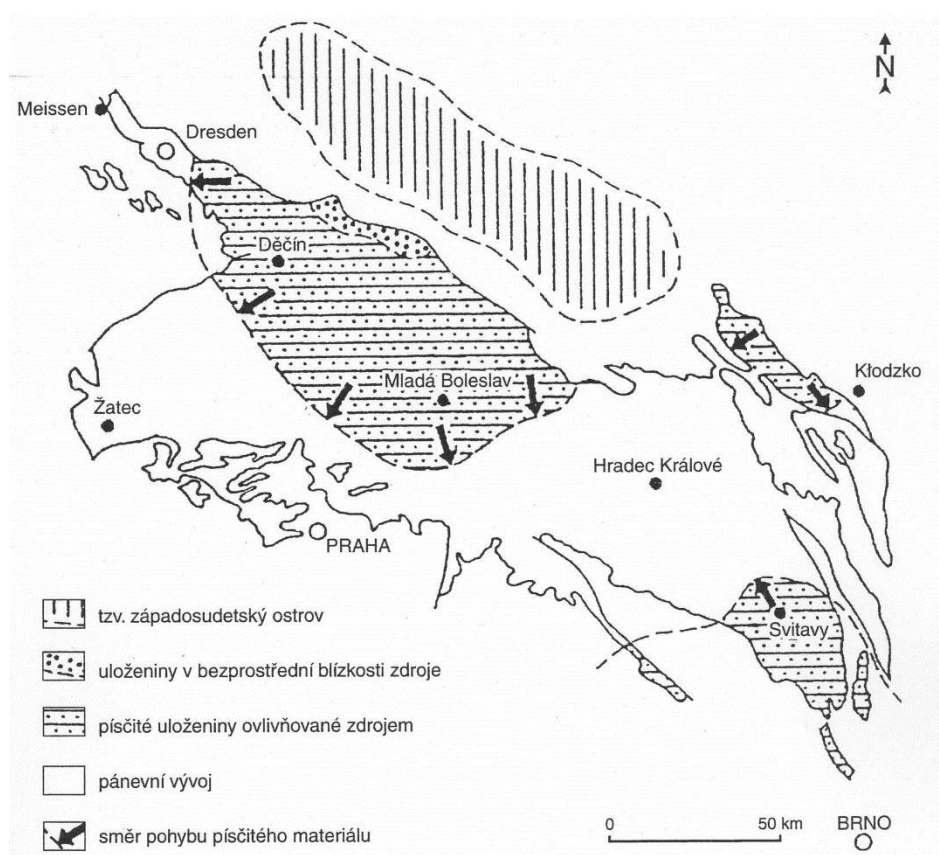 N
Meissen
Dresden
Děčín
Mladá Boleslav
Kłodzko
Žatec
Hradec Králové
PRAHA
Svitavy
tzv. západosudetský ostrov
uloženiny v bezprostřední blízkosti zdroje
písčité uloženiny ovlivňované zdrojem
pánevní vývoj
směr pohybu písčitého materiálu
0 50 km
BRNO